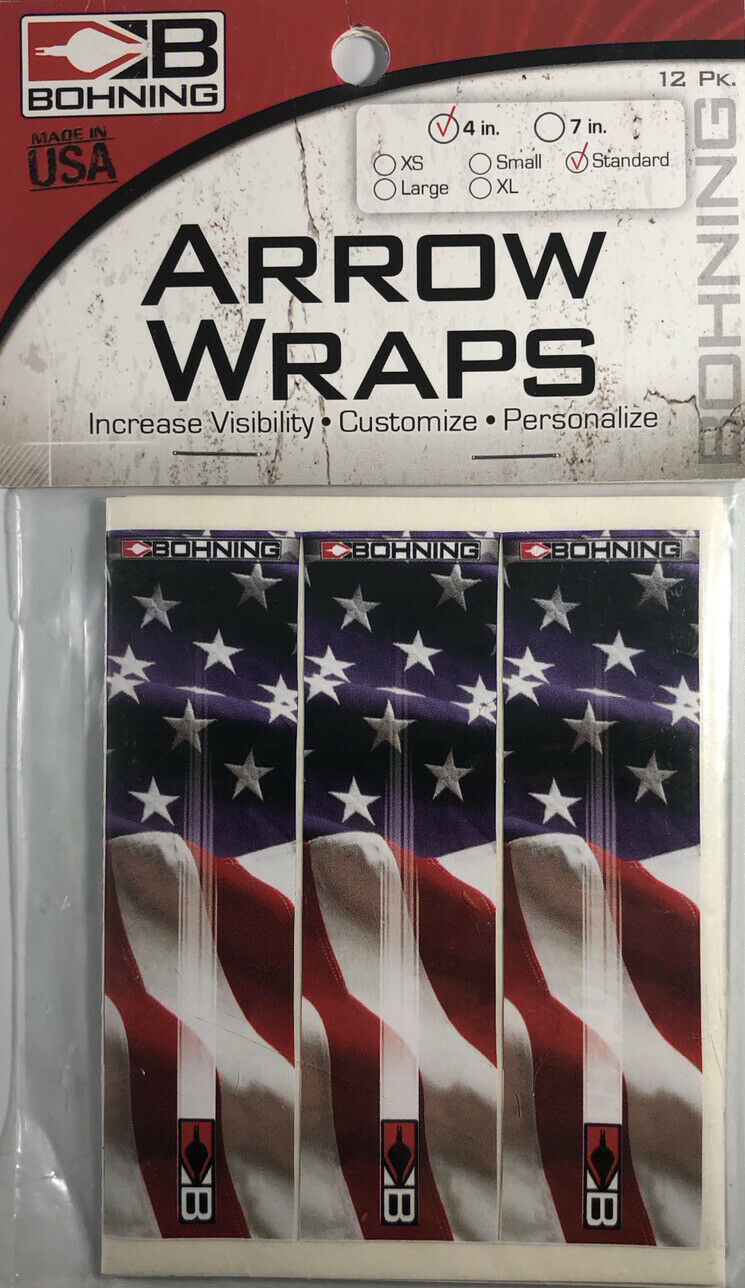 B
BOHNING
MADE IN
USA
12 PK.
4 in. 7 in.
XS Small Standard
Large XL
BOHNING
ARROW
WRAPS
Increase Visibility • Customize • Personalize
BOHNING BOHNING BOHNING
B B B